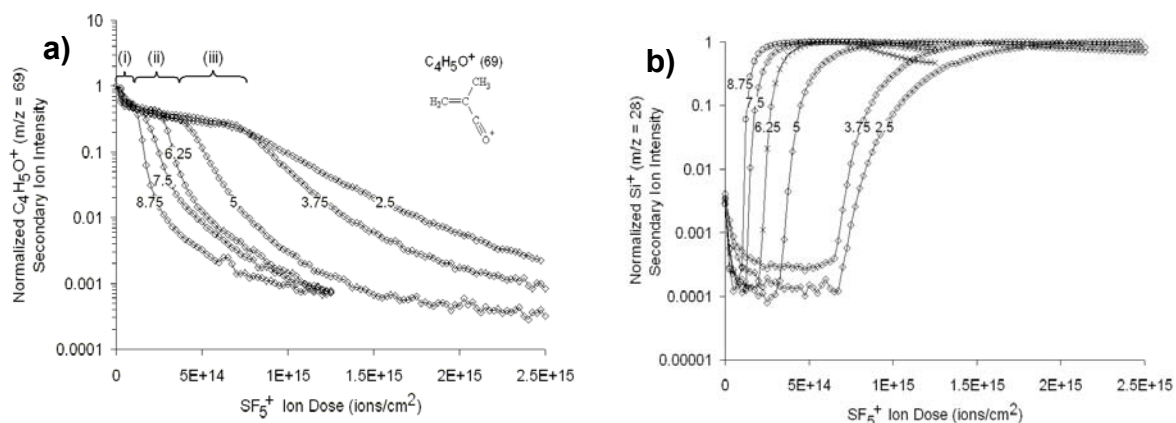 a)
(i) (ii) (iii)
C₄H₅O⁺ (69)
CH₃
H₂C
C
O
+
Normalized C₄H₅O⁺ (m/z = 69)
Secondary Ion Intensity
10
1
0.1
0.01
0.001
0.0001
6.25
7.5
8.75
5
3.75
2.5
0 5E+14 1E+15 1.5E+15 2E+15 2.5E+15
SF₅⁺ Ion Dose (ions/cm²)
b)
Normalized Si⁺ (m/z = 28)
Secondary Ion Intensity
1
0.1
0.01
0.001
0.0001
0.00001
8.75
7.5
6.25
5
3.75
2.5
0 5E+14 1E+15 1.5E+15 2E+15 2.5E+15
SF₅⁺ Ion Dose (ions/cm²)